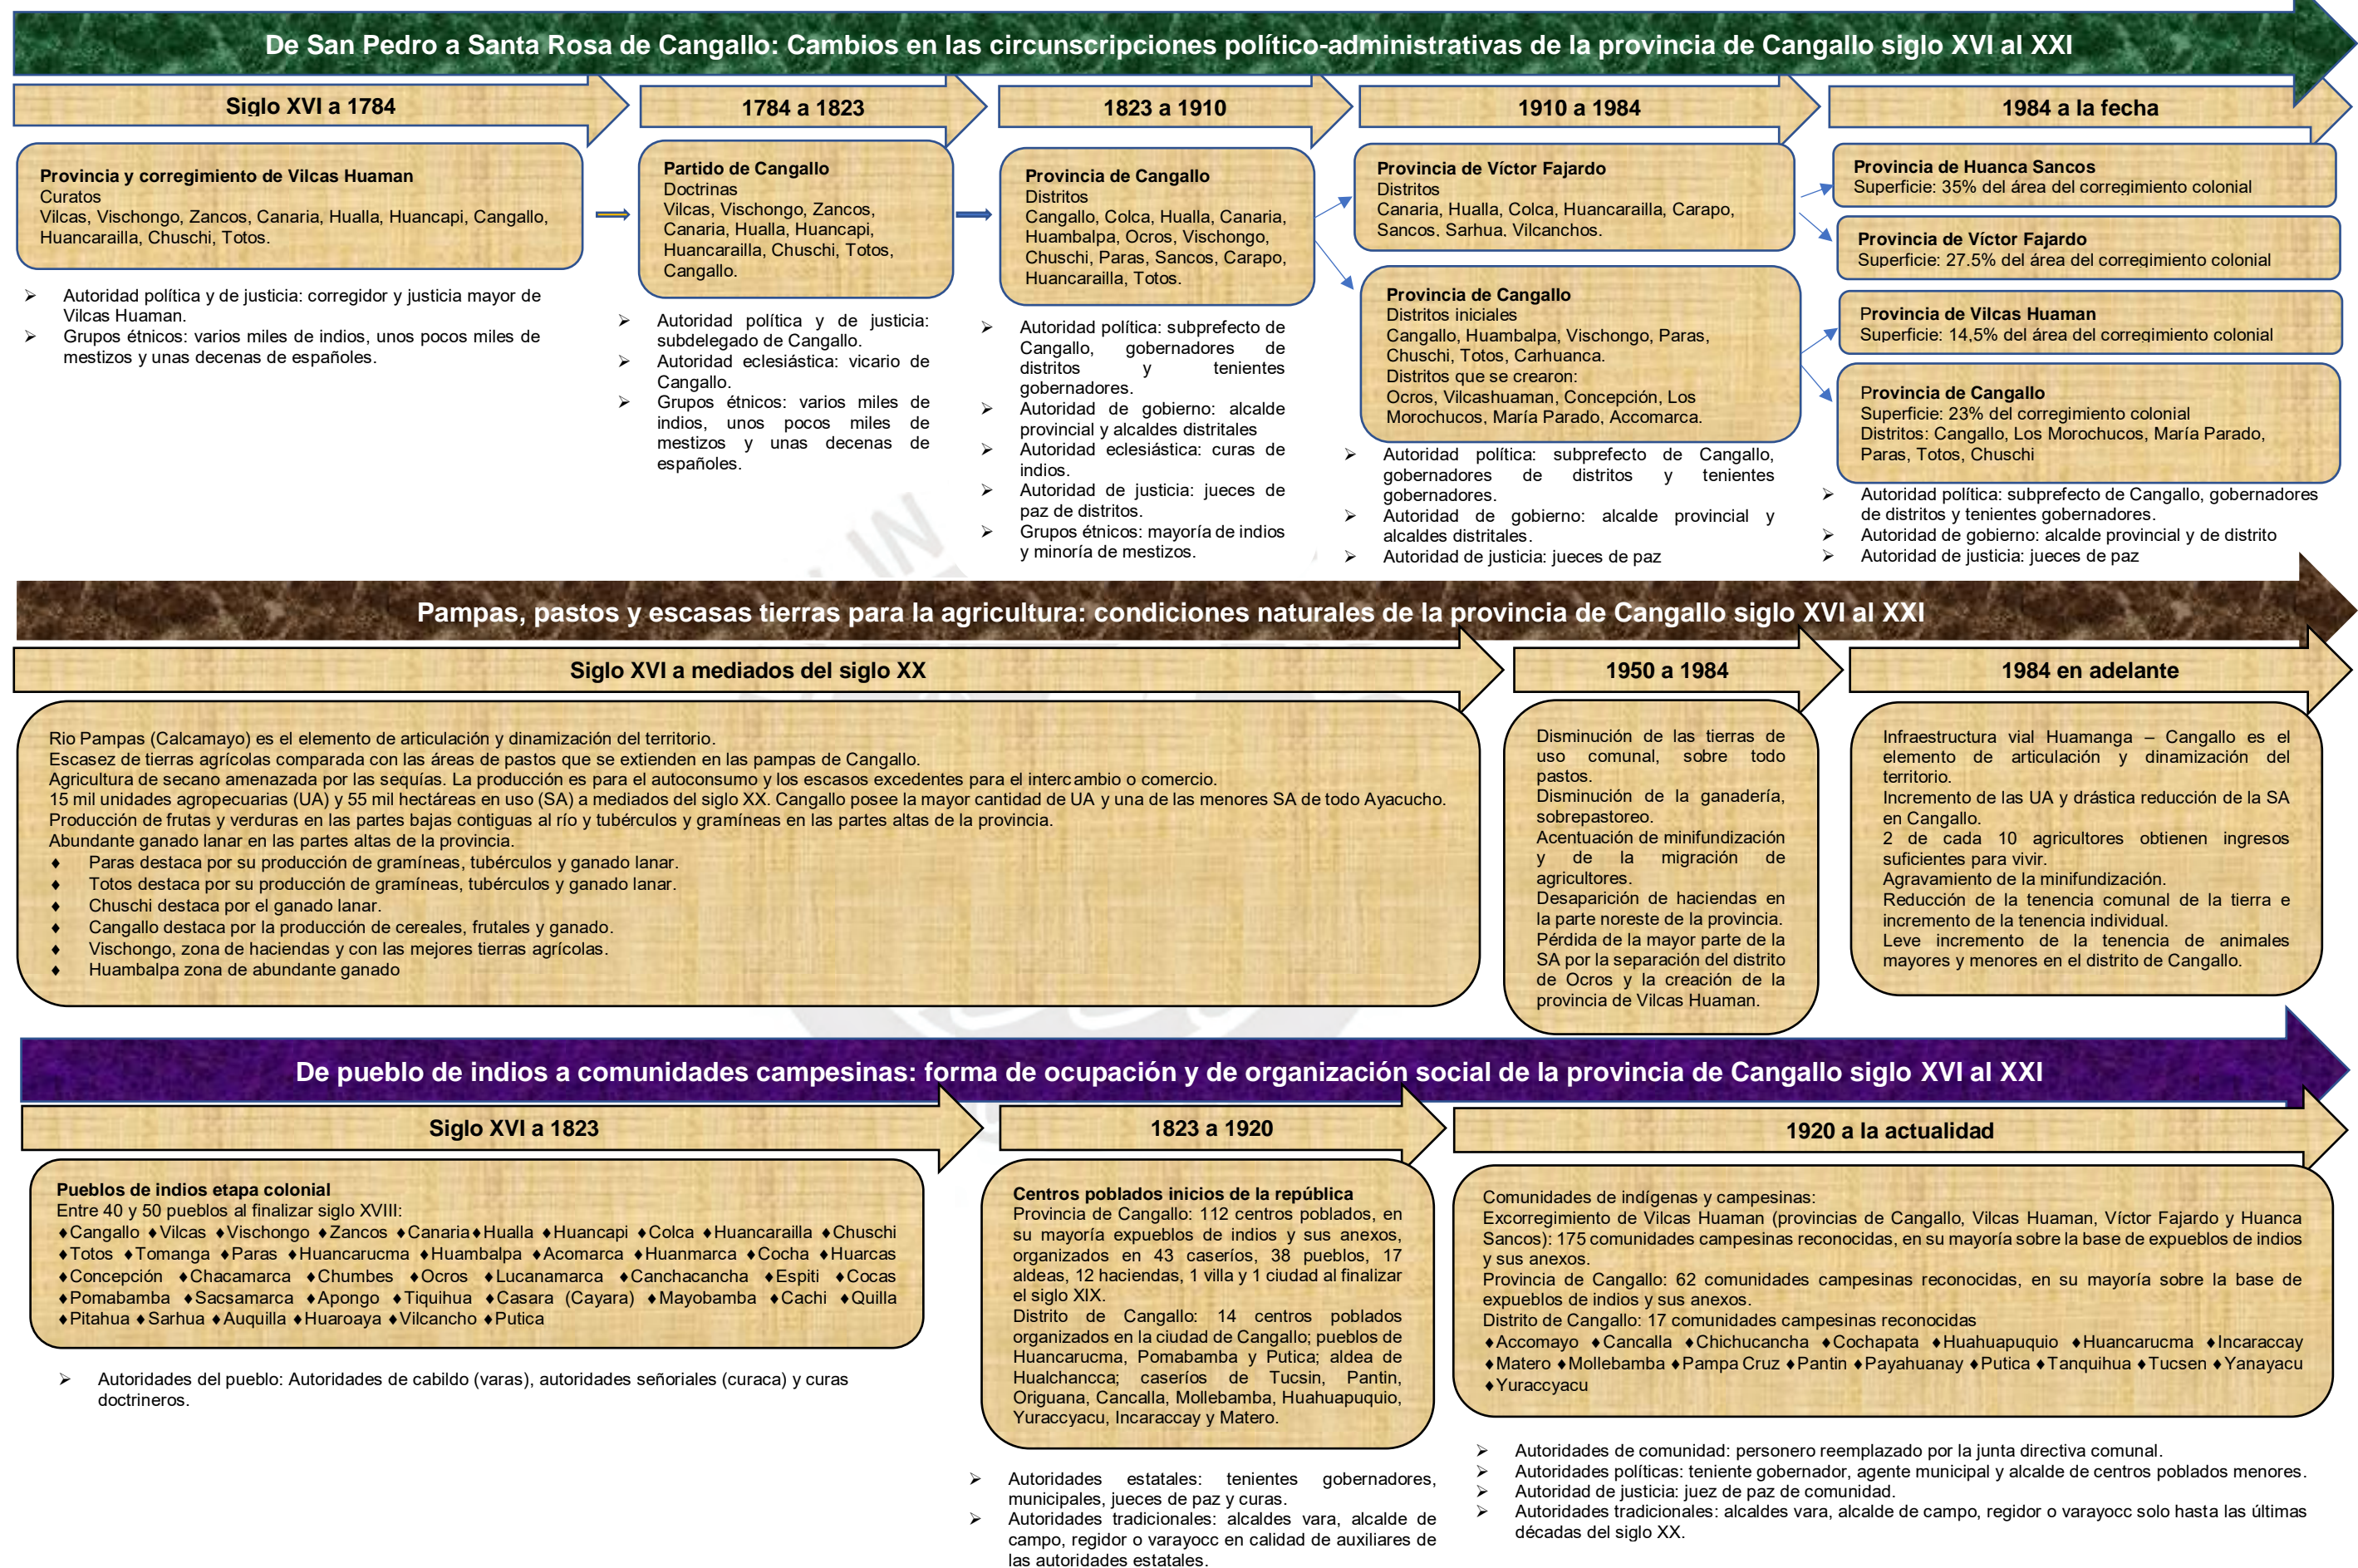 De San Pedro a Santa Rosa de Cangallo: Cambios en las circunscripciones político-administrativas de la provincia de Cangallo siglo XVI al XXI
Siglo XVI a 1784
Provincia y corregimiento de Vilcas Huaman
Curatos
Vilcas, Vischongo, Zancos, Canaria, Hualla, Huancapi, Cangallo,
Huancarailla, Chuschi, Totos.
➢ Autoridad política y de justicia: corregidor y justicia mayor de
Vilcas Huaman.
➢ Grupos étnicos: varios miles de indios, unos pocos miles de
mestizos y unas decenas de españoles.
1784 a 1823
Partido de Cangallo
Doctrinas
Vilcas, Vischongo, Zancos,
Canaria, Hualla, Huancapi,
Huancarailla, Chuschi, Totos,
Cangallo.
➢ Autoridad política y de justicia:
subdelegado de Cangallo.
➢ Autoridad eclesiástica: vicario de
Cangallo.
➢ Grupos étnicos: varios miles de
indios, unos pocos miles de
mestizos y unas decenas de
españoles.
1823 a 1910
Provincia de Cangallo
Distritos
Cangallo, Colca, Hualla, Canaria,
Huambalpa, Ocros, Vischongo,
Chuschi, Paras, Sancos, Carapo,
Huancarailla, Totos.
➢ Autoridad política: subprefecto de
Cangallo, gobernadores de
distritos y tenientes
gobernadores.
➢ Autoridad de gobierno: alcalde
provincial y alcaldes distritales
➢ Autoridad eclesiástica: curas de
indios.
➢ Autoridad de justicia: jueces de
paz de distritos.
➢ Grupos étnicos: mayoría de indios
y minoría de mestizos.
1910 a 1984
Provincia de Víctor Fajardo
Distritos
Canaria, Hualla, Colca, Huancarailla, Carapo,
Sancos, Sarhua, Vilcanchos.
Provincia de Cangallo
Distritos iniciales
Cangallo, Huambalpa, Vischongo, Paras,
Chuschi, Totos, Carhuanca.
Distritos que se crearon:
Ocros, Vilcashuaman, Concepción, Los
Morochucos, María Parado, Accomarca.
➢ Autoridad política: subprefecto de Cangallo,
gobernadores de distritos y tenientes
gobernadores.
➢ Autoridad de gobierno: alcalde provincial y
alcaldes distritales.
➢ Autoridad de justicia: jueces de paz
1984 a la fecha
Provincia de Huanca Sancos
Superficie: 35% del área del corregimiento colonial
Provincia de Víctor Fajardo
Superficie: 27.5% del área del corregimiento colonial
Provincia de Vilcas Huaman
Superficie: 14,5% del área del corregimiento colonial
Provincia de Cangallo
Superficie: 23% del corregimiento colonial
Distritos: Cangallo, Los Morochucos, María Parado,
Paras, Totos, Chuschi
➢ Autoridad política: subprefecto de Cangallo, gobernadores
de distritos y tenientes gobernadores.
➢ Autoridad de gobierno: alcalde provincial y de distrito
➢ Autoridad de justicia: jueces de paz
IN
Pampas, pastos y escasas tierras para la agricultura: condiciones naturales de la provincia de Cangallo siglo XVI al XXI
Siglo XVI a mediados del siglo XX
Rio Pampas (Calcamayo) es el elemento de articulación y dinamización del territorio.
Escasez de tierras agrícolas comparada con las áreas de pastos que se extienden en las pampas de Cangallo.
Agricultura de secano amenazada por las sequías. La producción es para el autoconsumo y los escasos excedentes para el intercambio o comercio.
15 mil unidades agropecuarias (UA) y 55 mil hectáreas en uso (SA) a mediados del siglo XX. Cangallo posee la mayor cantidad de UA y una de las menores SA de todo Ayacucho.
Producción de frutas y verduras en las partes bajas contiguas al río y tubérculos y gramíneas en las partes altas de la provincia.
Abundante ganado lanar en las partes altas de la provincia.
♦ Paras destaca por su producción de gramíneas, tubérculos y ganado lanar.
♦ Totos destaca por su producción de gramíneas, tubérculos y ganado lanar.
♦ Chuschi destaca por el ganado lanar.
♦ Cangallo destaca por la producción de cereales, frutales y ganado.
♦ Vischongo, zona de haciendas y con las mejores tierras agrícolas.
♦ Huambalpa zona de abundante ganado
1950 a 1984
Disminución de las tierras de
uso comunal, sobre todo
pastos.
Disminución de la ganadería,
sobrepastoreo.
Acentuación de minifundización
y de la migración de
agricultores.
Desaparición de haciendas en
la parte noreste de la provincia.
Pérdida de la mayor parte de la
SA por la separación del distrito
de Ocros y la creación de la
provincia de Vilcas Huaman.
1984 en adelante
Infraestructura vial Huamanga – Cangallo es el
elemento de articulación y dinamización del
territorio.
Incremento de las UA y drástica reducción de la SA
en Cangallo.
2 de cada 10 agricultores obtienen ingresos
suficientes para vivir.
Agravamiento de la minifundización.
Reducción de la tenencia comunal de la tierra e
incremento de la tenencia individual.
Leve incremento de la tenencia de animales
mayores y menores en el distrito de Cangallo.
De pueblo de indios a comunidades campesinas: forma de ocupación y de organización social de la provincia de Cangallo siglo XVI al XXI
Siglo XVI a 1823
Pueblos de indios etapa colonial
Entre 40 y 50 pueblos al finalizar siglo XVIII:
♦Cangallo ♦Vilcas ♦Vischongo ♦Zancos ♦Canaria♦Hualla ♦Huancapi ♦Colca ♦Huancarailla ♦Chuschi
♦Totos ♦Tomanga ♦Paras ♦Huancarucma ♦Huambalpa ♦Acomarca ♦Huanmarca ♦Cocha ♦Huarcas
♦Concepción ♦Chacamarca ♦Chumbes ♦Ocros ♦Lucanamarca ♦Canchacancha ♦Espiti ♦Cocas
♦Pomabamba ♦Sacsamarca ♦Apongo ♦Tiquihua ♦Casara (Cayara) ♦Mayobamba ♦Cachi ♦Quilla
♦Pitahua ♦Sarhua ♦Auquilla ♦Huaroaya ♦Vilcancho ♦Putica
➢ Autoridades del pueblo: Autoridades de cabildo (varas), autoridades señoriales (curaca) y curas
doctrineros.
1823 a 1920
Centros poblados inicios de la república
Provincia de Cangallo: 112 centros poblados, en
su mayoría expueblos de indios y sus anexos,
organizados en 43 caseríos, 38 pueblos, 17
aldeas, 12 haciendas, 1 villa y 1 ciudad al finalizar
el siglo XIX.
Distrito de Cangallo: 14 centros poblados
organizados en la ciudad de Cangallo; pueblos de
Huancarucma, Pomabamba y Putica; aldea de
Hualchancca; caseríos de Tucsin, Pantin,
Origuana, Cancalla, Mollebamba, Huahuapuquio,
Yuraccyacu, Incaraccay y Matero.
➢ Autoridades estatales: tenientes gobernadores,
municipales, jueces de paz y curas.
➢ Autoridades tradicionales: alcaldes vara, alcalde de
campo, regidor o varayocc en calidad de auxiliares de
las autoridades estatales.
1920 a la actualidad
Comunidades de indígenas y campesinas:
Excorregimiento de Vilcas Huaman (provincias de Cangallo, Vilcas Huaman, Víctor Fajardo y Huanca
Sancos): 175 comunidades campesinas reconocidas, en su mayoría sobre la base de expueblos de indios
y sus anexos.
Provincia de Cangallo: 62 comunidades campesinas reconocidas, en su mayoría sobre la base de
expueblos de indios y sus anexos.
Distrito de Cangallo: 17 comunidades campesinas reconocidas
♦Accomayo ♦Cancalla ♦Chichucancha ♦Cochapata ♦Huahuapuquio ♦Huancarucma ♦Incaraccay
♦Matero ♦Mollebamba ♦Pampa Cruz ♦Pantin ♦Payahuanay ♦Putica ♦Tanquihua ♦Tucsen ♦Yanayacu
♦Yuraccyacu
➢ Autoridades de comunidad: personero reemplazado por la junta directiva comunal.
➢ Autoridades políticas: teniente gobernador, agente municipal y alcalde de centros poblados menores.
➢ Autoridad de justicia: juez de paz de comunidad.
➢ Autoridades tradicionales: alcaldes vara, alcalde de campo, regidor o varayocc solo hasta las últimas
décadas del siglo XX.